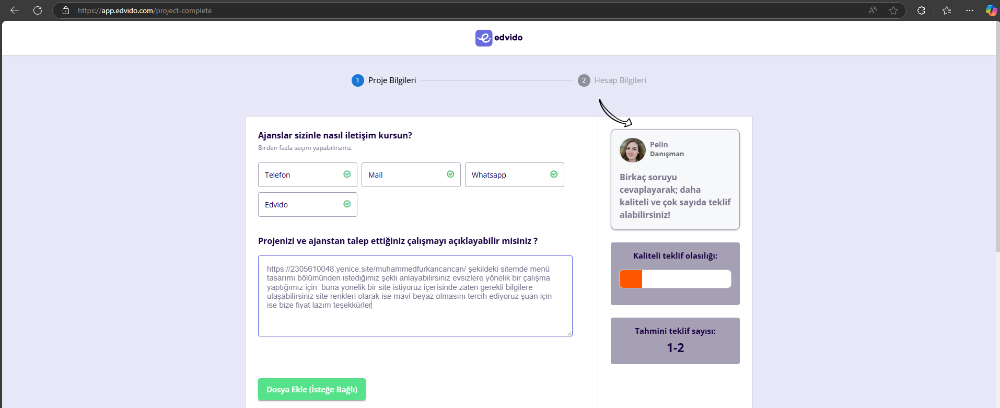 https://app.edvido.com/project-complete
edvido
1 Proje Bilgileri
2 Hesap Bilgileri
Ajanslar sizinle nasıl iletişim kursun?
Birden fazla seçim yapabilirsiniz.
Telefon
Mail
Whatsapp
Edvido
Projenizi ve ajanstan talep ettiğiniz çalışmayı açıklayabilir misiniz ?
https://2305610048.yenice.site/muhammedfurkancancan/ şekildeki sitemde menü
tasarımı bölümünden istediğimiz şekli anlayabilirsiniz evsizlere yönelik bir çalışma
yaptığımız için  buna yönelik bir site istiyoruz içerisinde zaten gerekli bilgilere
ulaşabilirsiniz site renkleri olarak ise mavi-beyaz olmasını tercih ediyoruz şuan için
ise bize fiyat lazım teşekkürler
Dosya Ekle (İsteğe Bağlı)
Pelin
Danışman
Birkaç soruyu
cevaplayarak; daha
kaliteli ve çok sayıda teklif
alabilirsiniz!
Kaliteli teklif olasılığı:
Tahmini teklif sayısı:
1-2